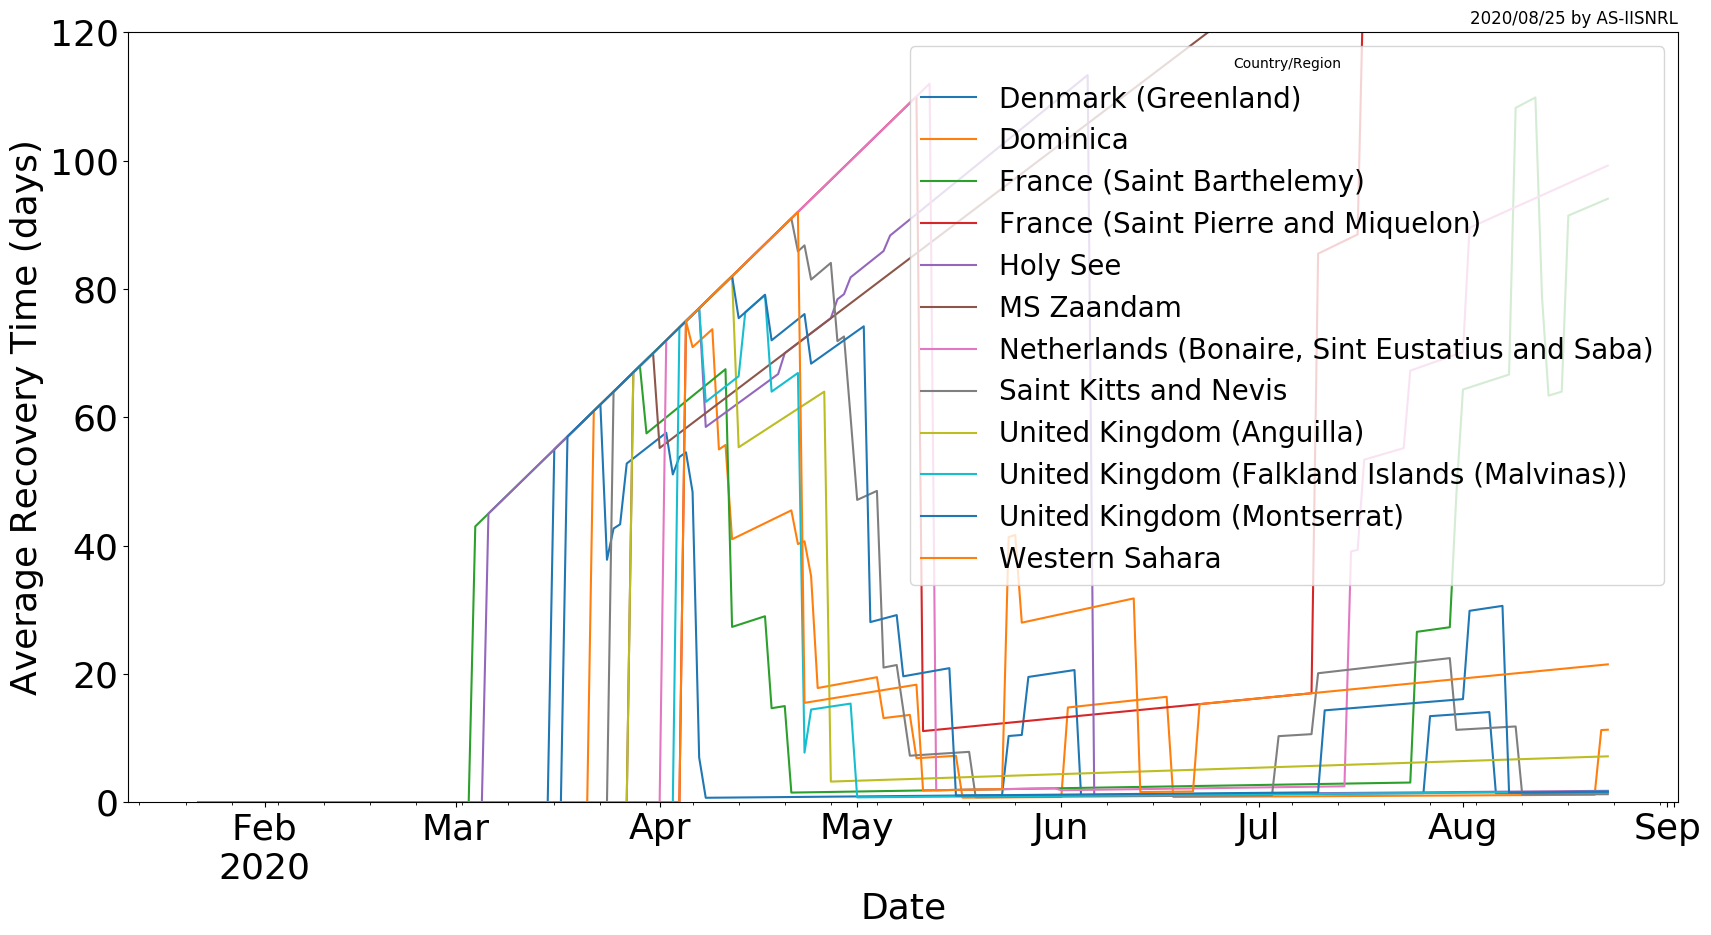 2020/08/25 by AS-IISNRL
120
100
80
60
40
20
0
Average Recovery Time (days)
Country/Region
Denmark (Greenland)
Dominica
France (Saint Barthelemy)
France (Saint Pierre and Miquelon)
Holy See
MS Zaandam
Netherlands (Bonaire, Sint Eustatius and Saba)
Saint Kitts and Nevis
United Kingdom (Anguilla)
United Kingdom (Falkland Islands (Malvinas))
United Kingdom (Montserrat)
Western Sahara
Feb Mar Apr May Jun Jul Aug Sep
2020
Date